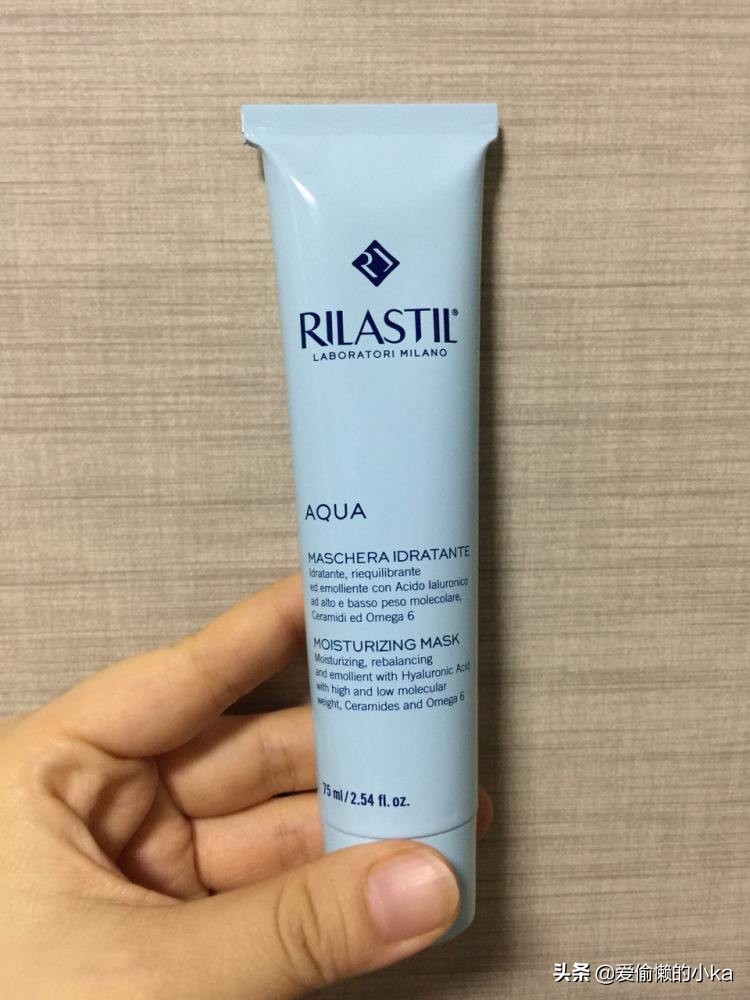 RILASTIL®
LABORATORI MILANO
AQUA
MASCHERA IDRATANTE
Idratante, riequilibrante
ed emolliente con Acido Ialuronico
ad alto e basso peso molecolare,
Ceramidi ed Omega 6
MOISTURIZING MASK
Moisturizing, rebalancing
and emollient with Hyaluronic Acid
with high and low molecular
weight, Ceramides and Omega 6
75 ml/2.54 fl. oz.
头条 @爱偷懒的小ka